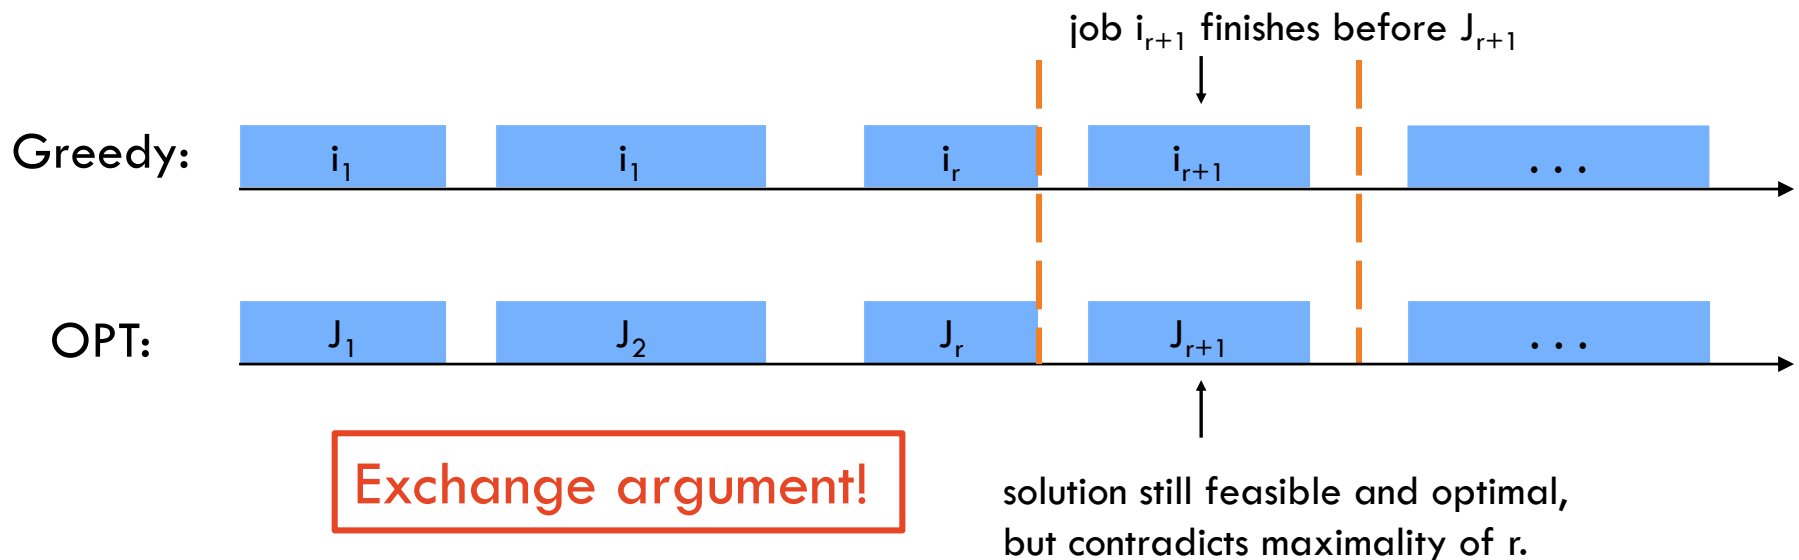 job i_{r+1} finishes before J_{r+1}
Greedy: i_1 i_1 i_r i_{r+1} . . .
OPT: J_1 J_2 J_r J_{r+1} . . .
Exchange argument!
solution still feasible and optimal,
but contradicts maximality of r.